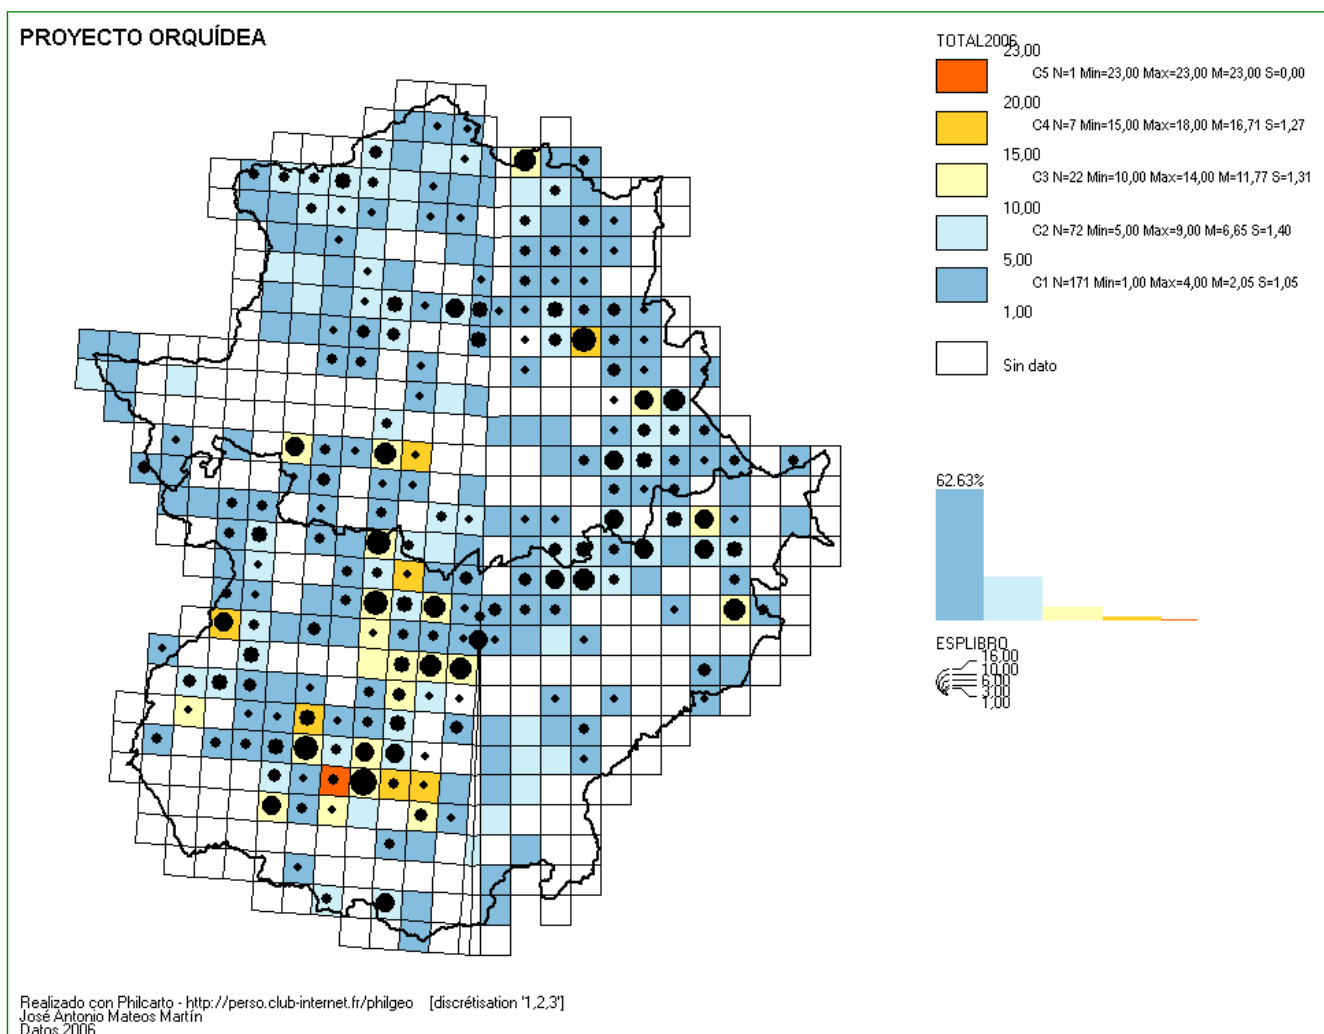 PROYECTO ORQUÍDEA
TOTAL2006
23,00
C5 N=1 Min=23,00 Max=23,00 M=23,00 S=0,00
20,00
C4 N=7 Min=15,00 Max=18,00 M=16,71 S=1,27
15,00
C3 N=22 Min=10,00 Max=14,00 M=11,77 S=1,31
10,00
C2 N=72 Min=5,00 Max=9,00 M=6,65 S=1,40
5,00
C1 N=171 Min=1,00 Max=4,00 M=2,05 S=1,05
1,00
Sin dato
62.63%
ESPLIBRO
16,00
10,00
6,00
3,00
1,00
Realizado con Philcarto - http://perso.club-internet.fr/philgeo [discrétisation '1,2,3']
José Antonio Mateos Martín
Datos 2006